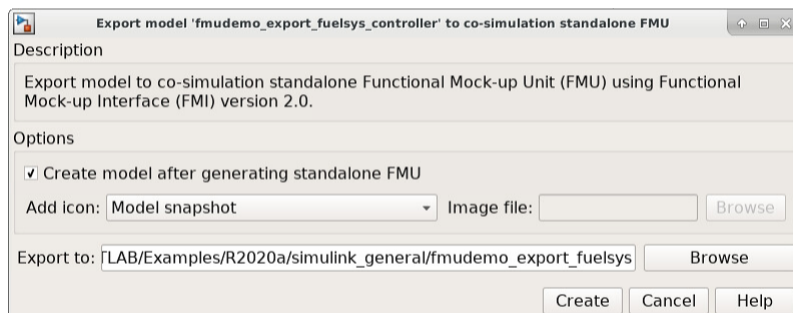 Export model 'fmudemo_export_fuelsys_controller' to co-simulation standalone FMU
Description
Export model to co-simulation standalone Functional Mock-up Unit (FMU) using Functional
Mock-up Interface (FMI) version 2.0.
Options
Create model after generating standalone FMU
Add icon: Model snapshot Image file: Browse
Export to: TLAB/Examples/R2020a/simulink_general/fmudemo_export_fuelsys Browse
Create Cancel Help